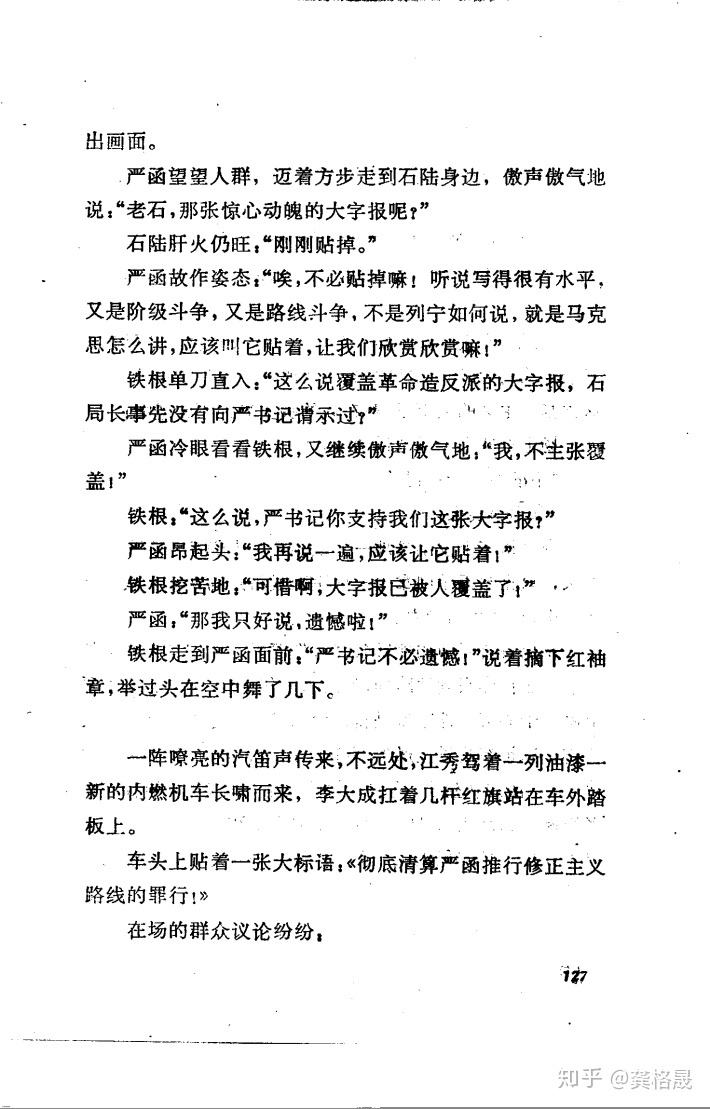 出画面。
严函望望人群，迈着方步走到石陆身边，傲声傲气地
说：“老石，那张惊心动魄的大字报呢？”
石陆肝火仍旺：“刚刚贴掉。”
严函故作姿态：“唉，不必贴掉嘛！听说写得很有水平，
又是阶级斗争，又是路线斗争，不是列宁如何说，就是马克
思怎么讲，应该叫它贴着，让我们欣赏欣赏嘛！”
铁根单刀直入：“这么说覆盖革命造反派的大字报，石
局长事先没有向严书记请示过？”
严函冷眼看看铁根，又继续傲声傲气地：“我，不主张覆
盖！”
铁根：“这么说，严书记你支持我们这张大字报？”
严函昂起头：“我再说一遍，应该让它贴着！”
铁根挖苦地：“可惜啊，大字报已被人覆盖了！”
严函：“那我只好说，遗憾啦！”
铁根走到严函面前：“严书记不必遗憾！”说着摘下红袖
章，举过头在空中舞了几下。
一阵嘹亮的汽笛声传来，不远处，江秀驾着一列油漆一
新的内燃机车长啸而来，李大成扛着几杆红旗站在车外踏
板上。
车头上贴着一张大标语：《彻底清算严函推行修正主义
路线的罪行！》
在场的群众议论纷纷：
127
知乎 @龚格晟